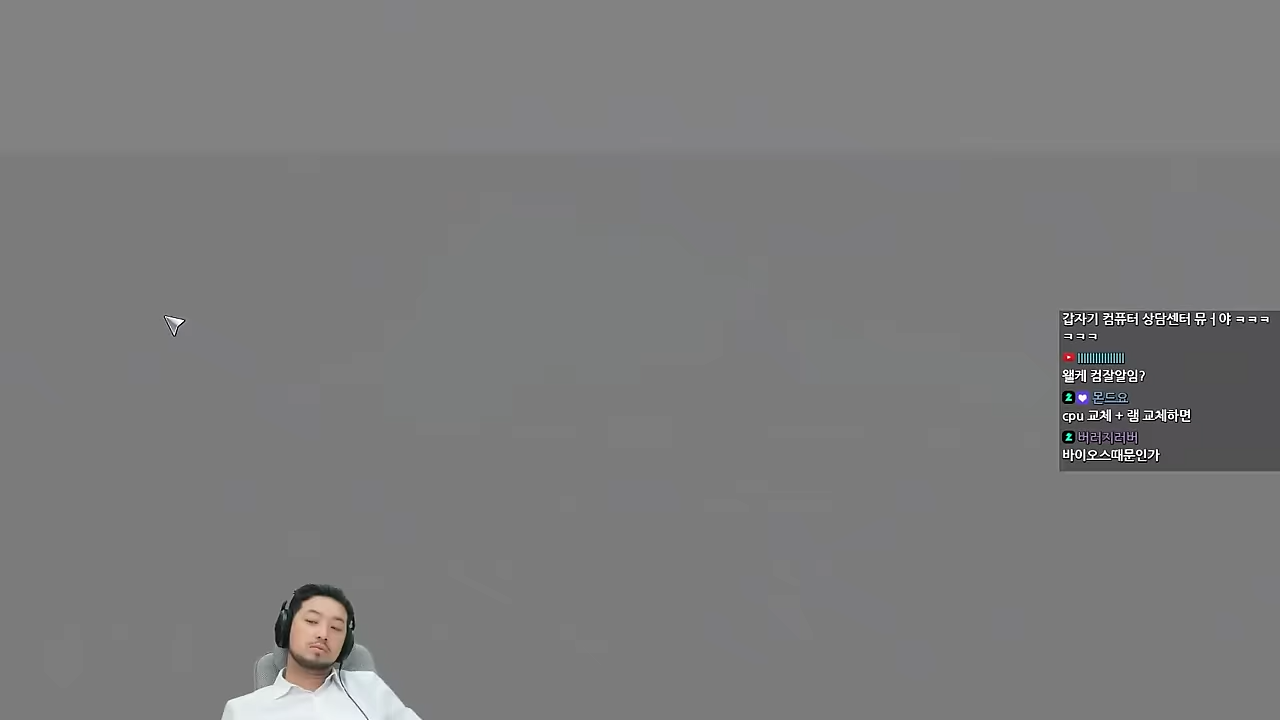 갑자기 컴퓨터 상담센터 뮤ㅓ야 ㅋㅋㅋ
ㅋㅋㅋ
왤케 컴잘알임?
몬드요
cpu 교체 + 램 교체하면
버러지러버
바이오스때문인가